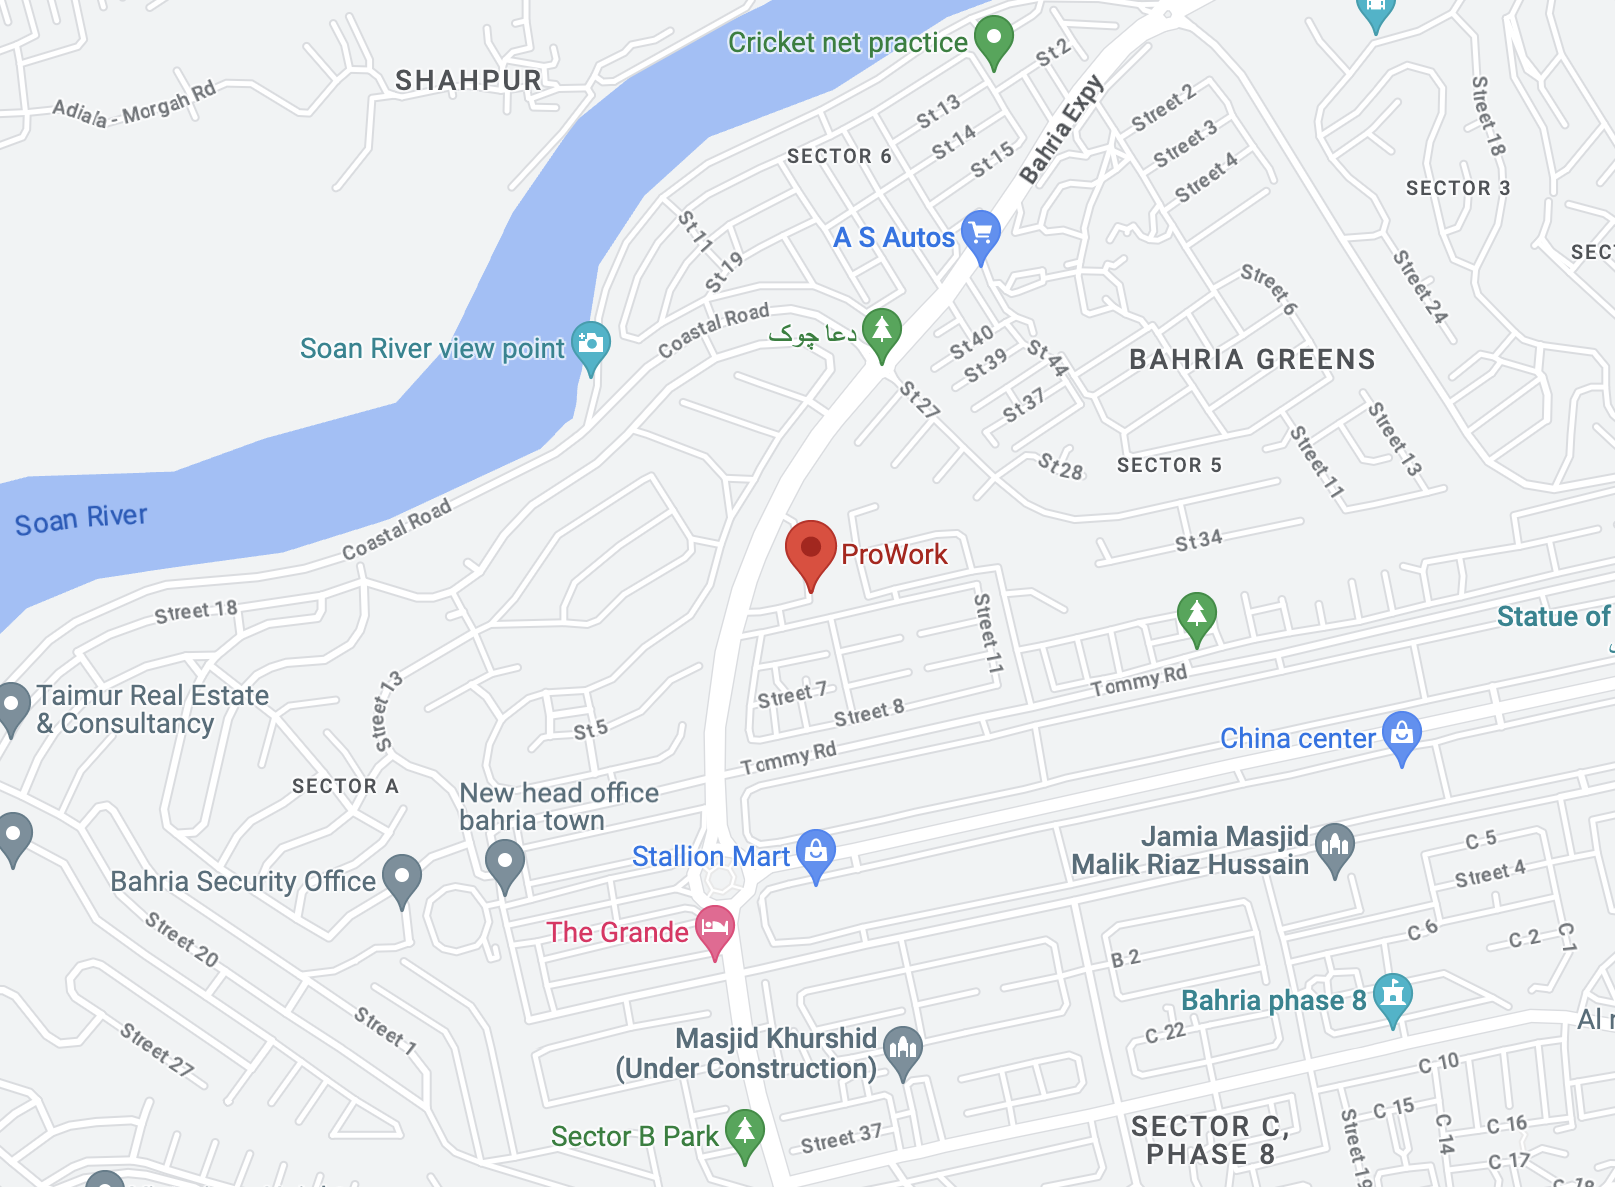 Cricket net practice
St 2
SHAHPUR
Adiala - Morgah Rd
St 13
Bahria Expy
Street 2
Street 18
St 14
Street 3
SECTOR 6
St 15
Street 4
SECTOR 3
St 11
A S Autos
St 19
Street 24
Street 6
Coastal Road
دعا چوک
Soan River view point
St 40
St 39
St 44
BAHRIA GREENS
St 27
St 37
Street 13
Street 11
St 28
SECTOR 5
Soan River
Coastal Road
St 34
ProWork
Street 18
Street 11
Statue of
Tommy Rd
Taimur Real Estate
& Consultancy
Street 13
Street 7
Street 8
St 5
China center
Tommy Rd
SECTOR A
New head office
bahria town
Jamia Masjid
Malik Riaz Hussain
Stallion Mart
C 5
Street 4
Bahria Security Office
Street 20
The Grande
C 6
C 2
C 1
B 2
Bahria phase 8
Street 1
Street 27
Masjid Khurshid
(Under Construction)
C 22
C 10
Sector B Park
Street 37
SECTOR C,
PHASE 8
Street 19
C 15
C 14
C 16
C 17